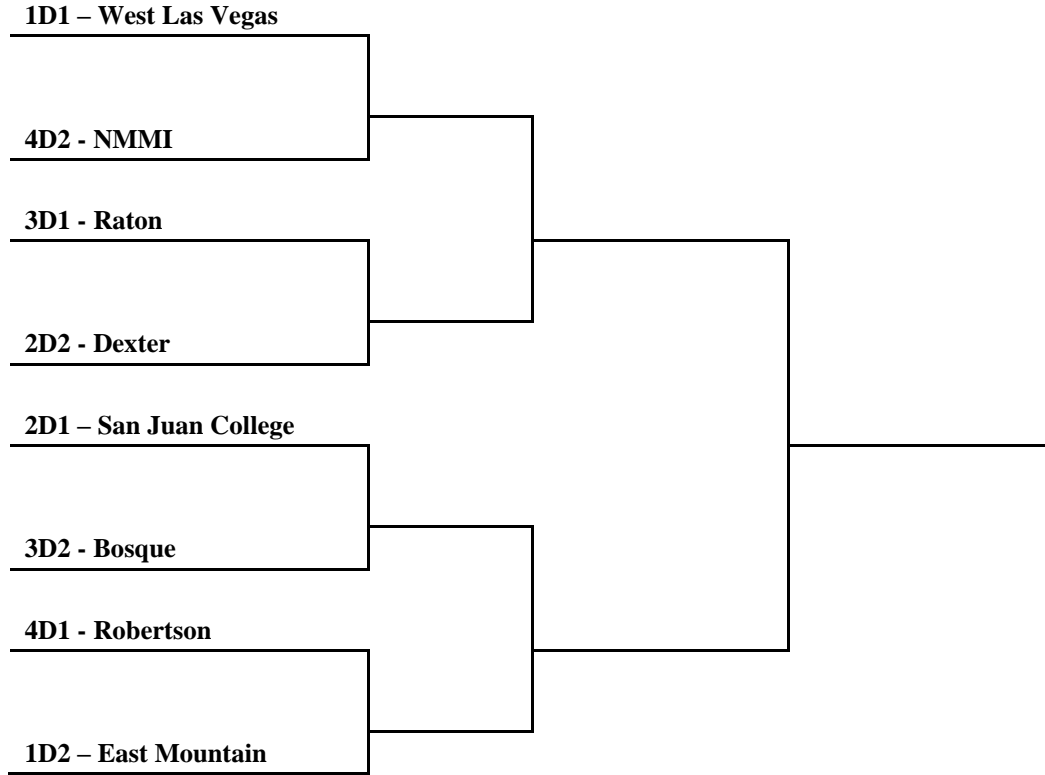 1D1 – West Las Vegas
4D2 - NMMI
3D1 - Raton
2D2 - Dexter
2D1 – San Juan College
3D2 - Bosque
4D1 - Robertson
1D2 – East Mountain